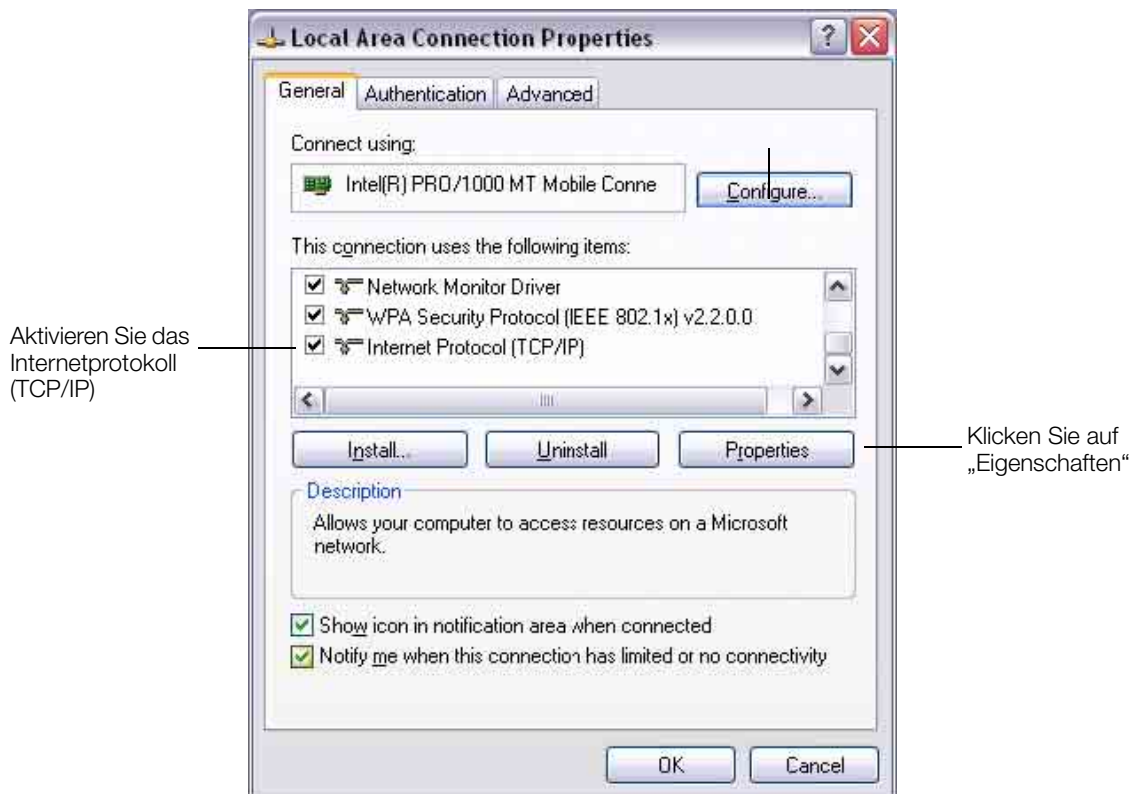 Local Area Connection Properties
General Authentication Advanced
Connect using:
Intel(R) PRO/1000 MT Mobile Conne
Configure...
This connection uses the following items:
Network Monitor Driver
WPA Security Protocol (IEEE 802.1x) v2.2.0.0
Internet Protocol (TCP/IP)
Aktivieren Sie das
Internetprotokoll
(TCP/IP)
Install... Uninstall Properties
Klicken Sie auf
„Eigenschaften“
Description
Allows your computer to access resources on a Microsoft
network.
Show icon in notification area when connected
Notify me when this connection has limited or no connectivity
OK Cancel